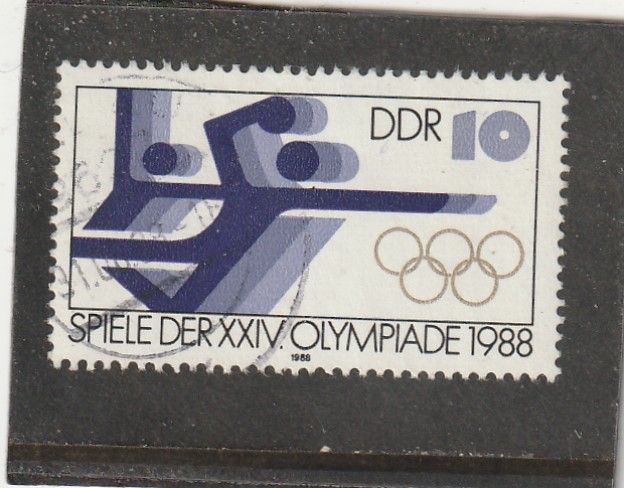 DDR 10
SPIELE DER XXIV. OLYMPIADE 1988
1988